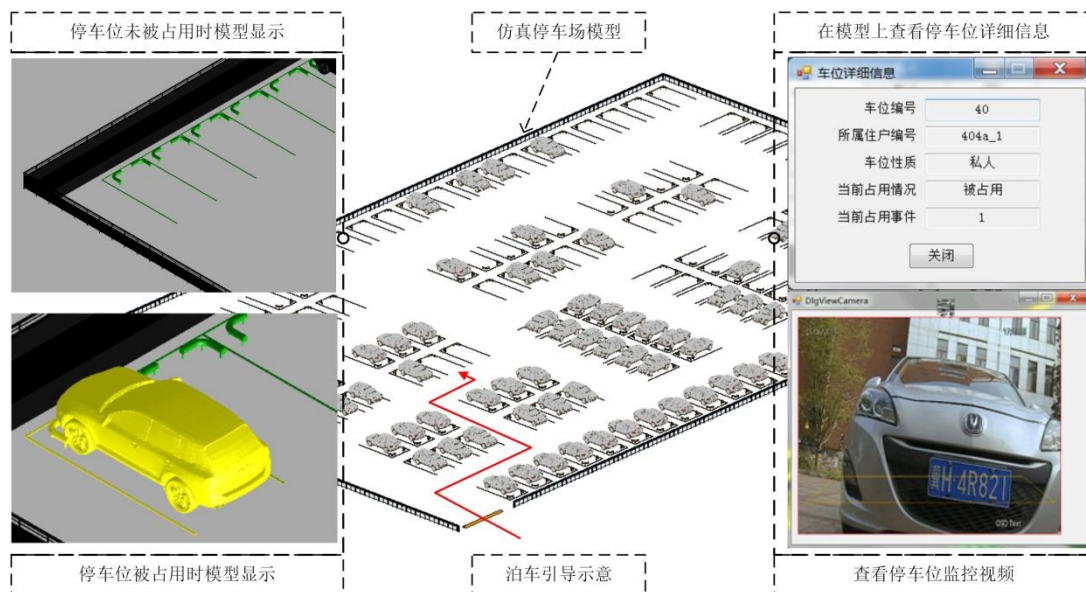 停车位未被占用时模型显示
仿真停车场模型
在模型上查看停车位详细信息
车位详细信息
车位编号 40
所属住户编号 404a_1
车位性质 私人
当前占用情况 被占用
当前占用事件 1
关闭
DlgViewCamera
冀H·4R821
OSD Text
停车位被占用时模型显示
泊车引导示意
查看停车位监控视频